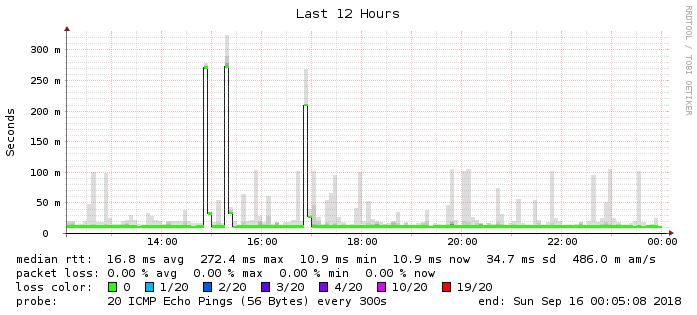 Last 12 Hours
RRDTOOL / TOBI OETIKER
Seconds
300 m
250 m
200 m
150 m
100 m
50 m
0
14:00 16:00 18:00 20:00 22:00 00:00
median rtt: 16.8 ms avg 272.4 ms max 10.9 ms min 10.9 ms now 34.7 ms sd 486.0 m am/s
packet loss: 0.00 % avg 0.00 % max 0.00 % min 0.00 % now
loss color: 0 1/20 2/20 3/20 4/20 10/20 19/20
probe: 20 ICMP Echo Pings (56 Bytes) every 300s end: Sun Sep 16 00:05:08 2018